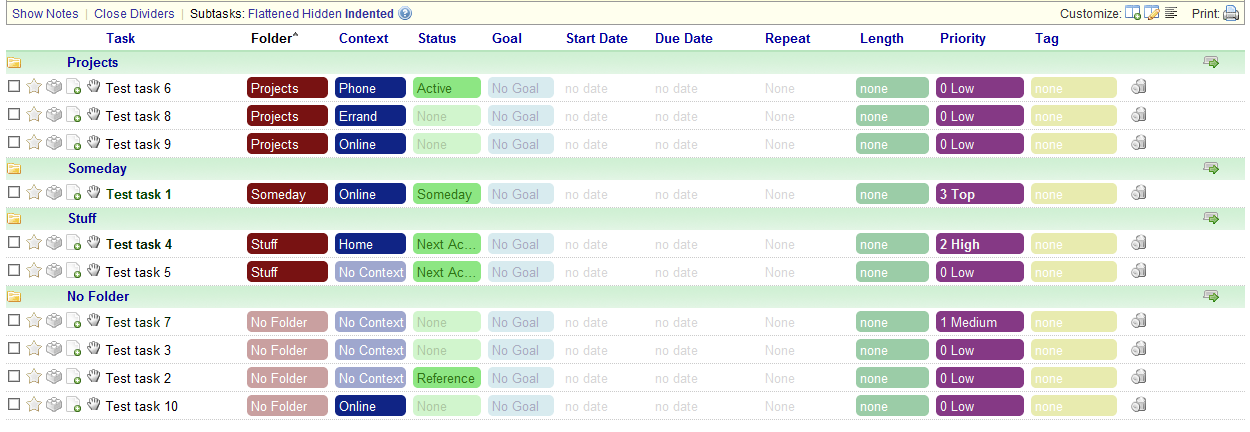 Show Notes | Close Dividers | Subtasks: Flattened Hidden Indented ? Customize: Print:
Task Folder^ Context Status Goal Start Date Due Date Repeat Length Priority Tag
Projects
Test task 6 Projects Phone Active No Goal no date no date None none 0 Low none
Test task 8 Projects Errand None No Goal no date no date None none 0 Low none
Test task 9 Projects Online None No Goal no date no date None none 0 Low none
Someday
Test task 1 Someday Online Someday No Goal no date no date None none 3 Top none
Stuff
Test task 4 Stuff Home Next Ac... No Goal no date no date None none 2 High none
Test task 5 Stuff No Context Next Ac... No Goal no date no date None none 0 Low none
No Folder
Test task 7 No Folder No Context None No Goal no date no date None none 1 Medium none
Test task 3 No Folder No Context None No Goal no date no date None none 0 Low none
Test task 2 No Folder No Context Reference No Goal no date no date None none 0 Low none
Test task 10 No Folder Online None No Goal no date no date None none 0 Low none